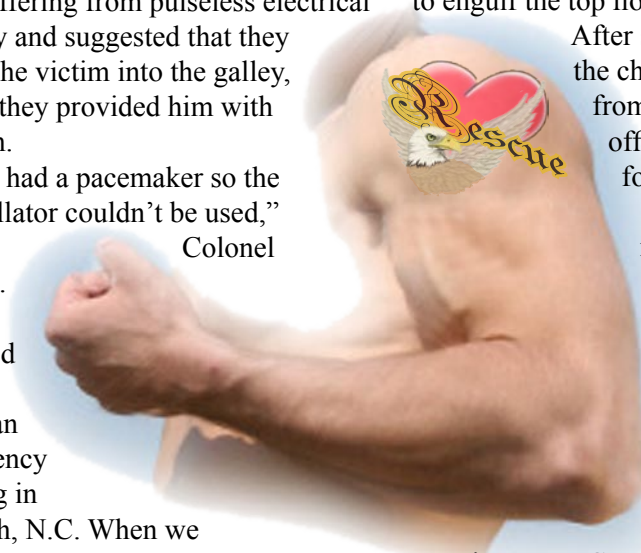 ffering from pulseless electrical
y and suggested that they
he victim into the galley,
they provided him with
had a pacemaker so the
llator couldn’t be used,”
Colonel
.
d
an
ency
g in
h, N.C. When we
Rescue
to engulf the top flo
After
the ch
from
off
fo